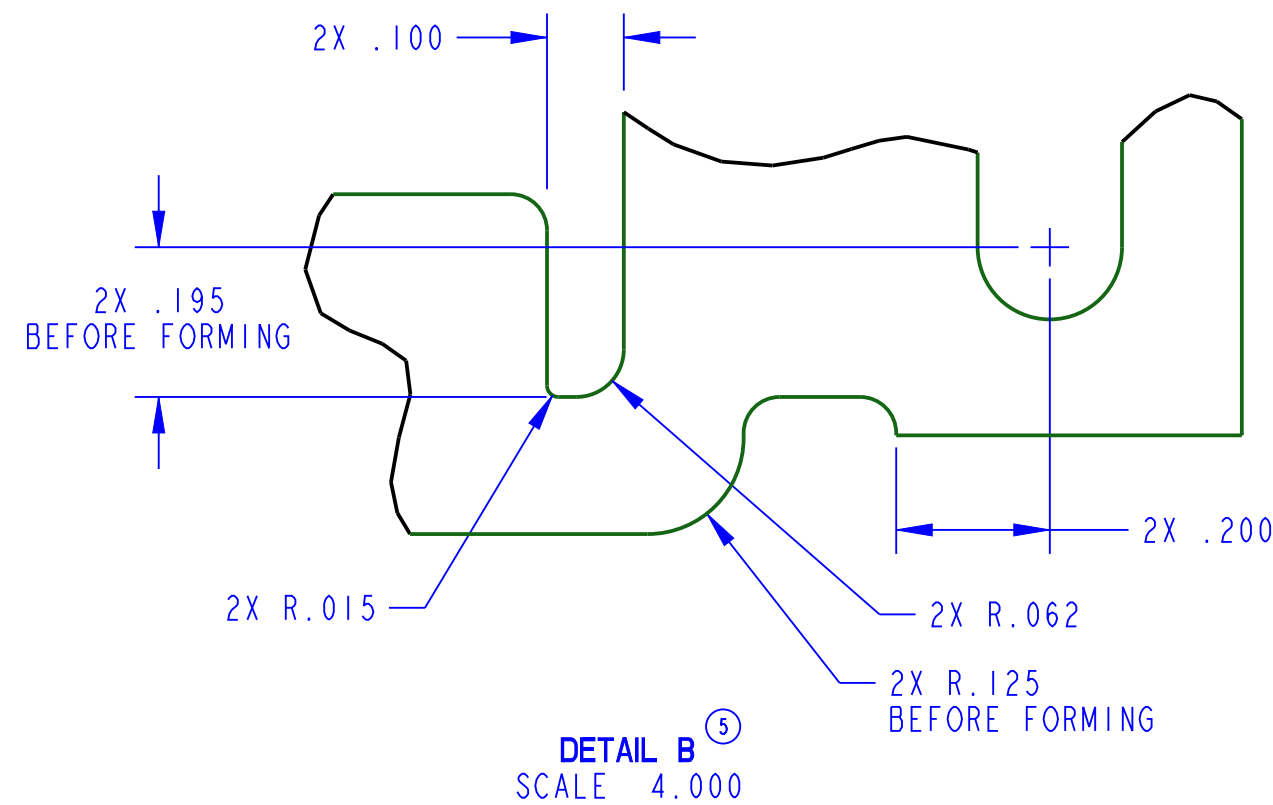 2X .100
2X .195
BEFORE FORMING
2X .200
2X R.015
2X R.062
2X R.125
BEFORE FORMING
5
DETAIL B
SCALE 4.000